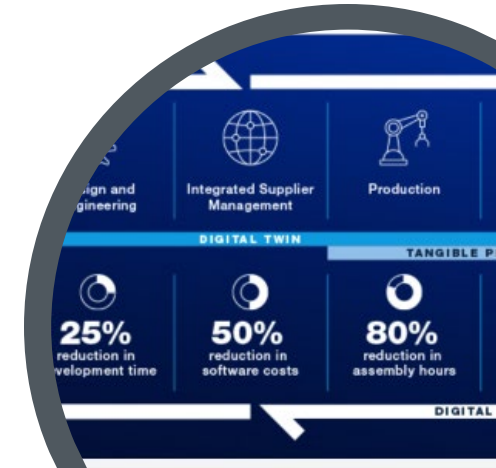 ign and
gineering
Integrated Supplier
Management
Production
DIGITAL TWIN
TANGIBLE P
25%
reduction in
velopment time
50%
reduction in
software costs
80%
reduction in
assembly hours
DIGITAL